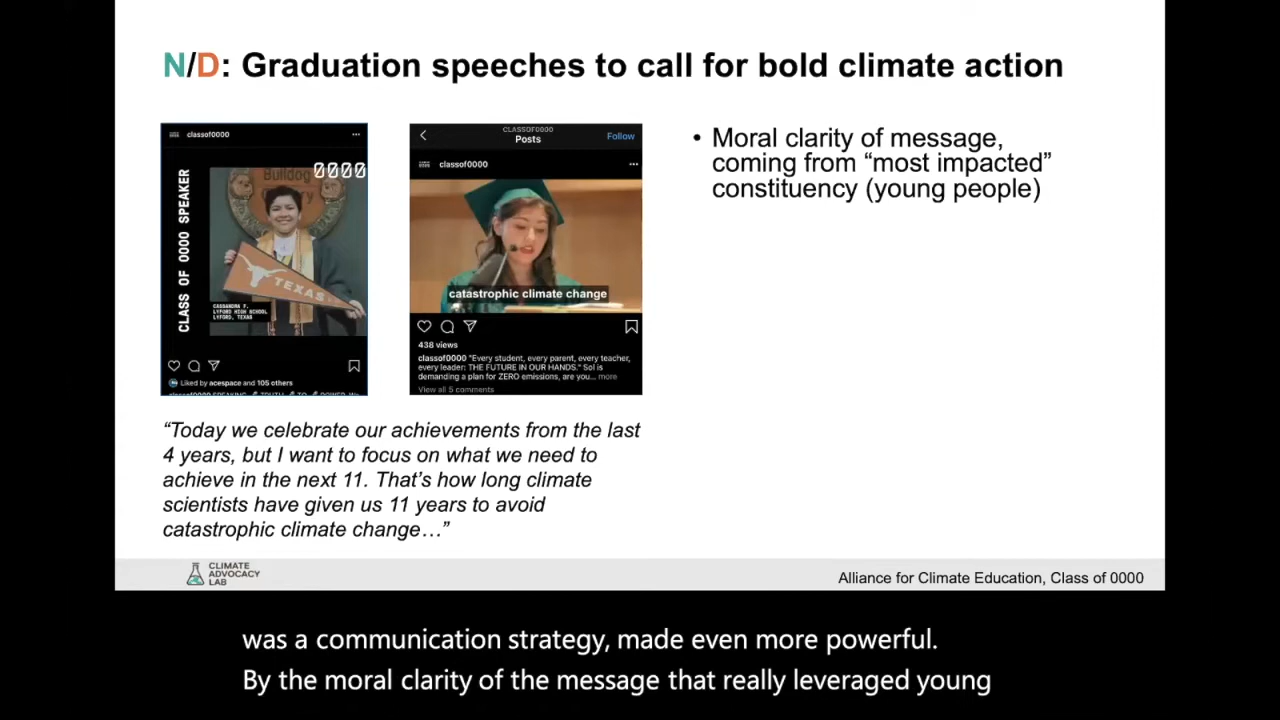 N/D: Graduation speeches to call for bold climate action
classof0000
0000
Bulldog
CLASS OF 0000 SPEAKER
TEXAS
CASSANDRA P.
LYFORD HIGH SCHOOL
LYFORD, TEXAS
Liked by acespace and 105 others
CLASSOF0000
Posts
Follow
classof0000
catastrophic climate change
438 views
classof0000 "Every student, every parent, every teacher,
every leader: THE FUTURE IN OUR HANDS." Sol is
demanding a plan for ZERO emissions, are you... more
View all 5 comments
• Moral clarity of message,
coming from “most impacted”
constituency (young people)
“Today we celebrate our achievements from the last
4 years, but I want to focus on what we need to
achieve in the next 11. That’s how long climate
scientists have given us 11 years to avoid
catastrophic climate change…”
CLIMATE
ADVOCACY
LAB
Alliance for Climate Education, Class of 0000
was a communication strategy, made even more powerful.
By the moral clarity of the message that really leveraged young